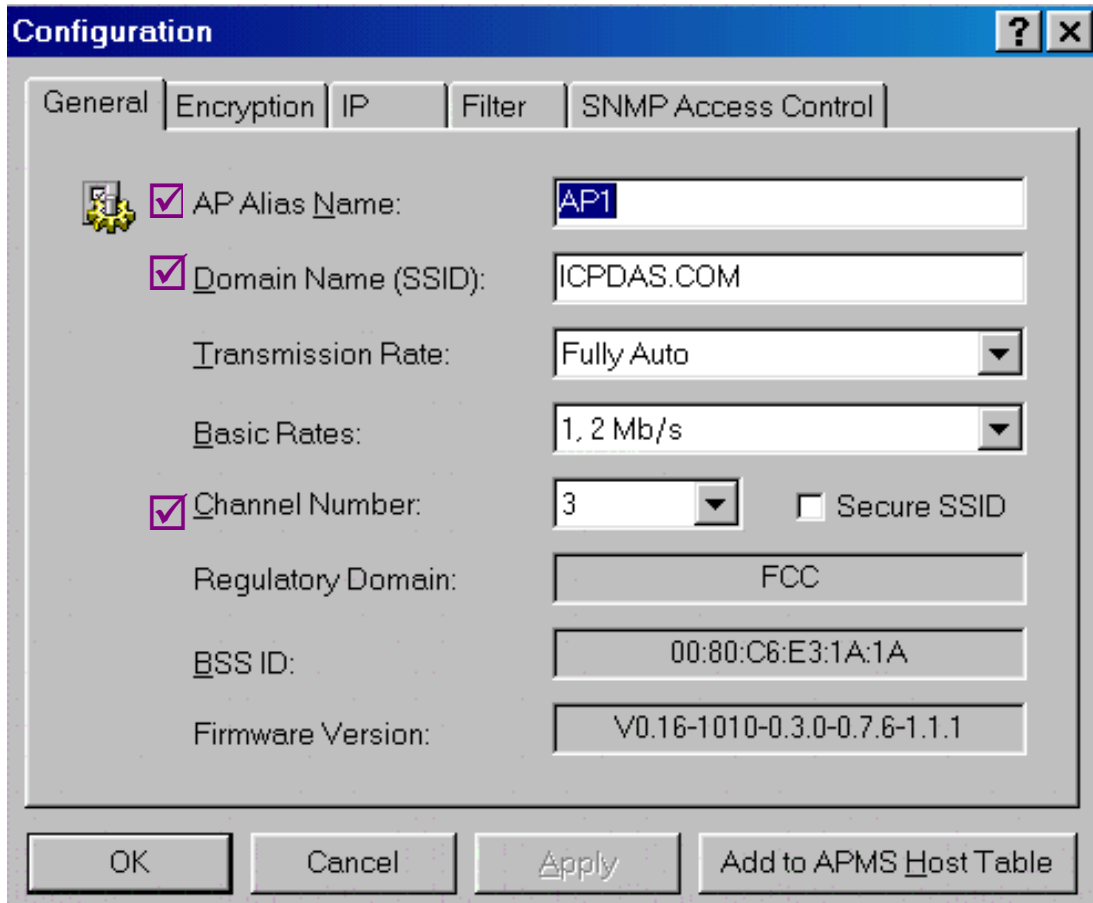 Configuration
General Encryption IP Filter SNMP Access Control
AP Alias Name: AP1
Domain Name (SSID): ICPDAS.COM
Transmission Rate: Fully Auto
Basic Rates: 1, 2 Mb/s
Channel Number: 3 Secure SSID
Regulatory Domain: FCC
BSS ID: 00:80:C6:E3:1A:1A
Firmware Version: V0.16-1010-0.3.0-0.7.6-1.1.1
OK Cancel Apply Add to APMS Host Table